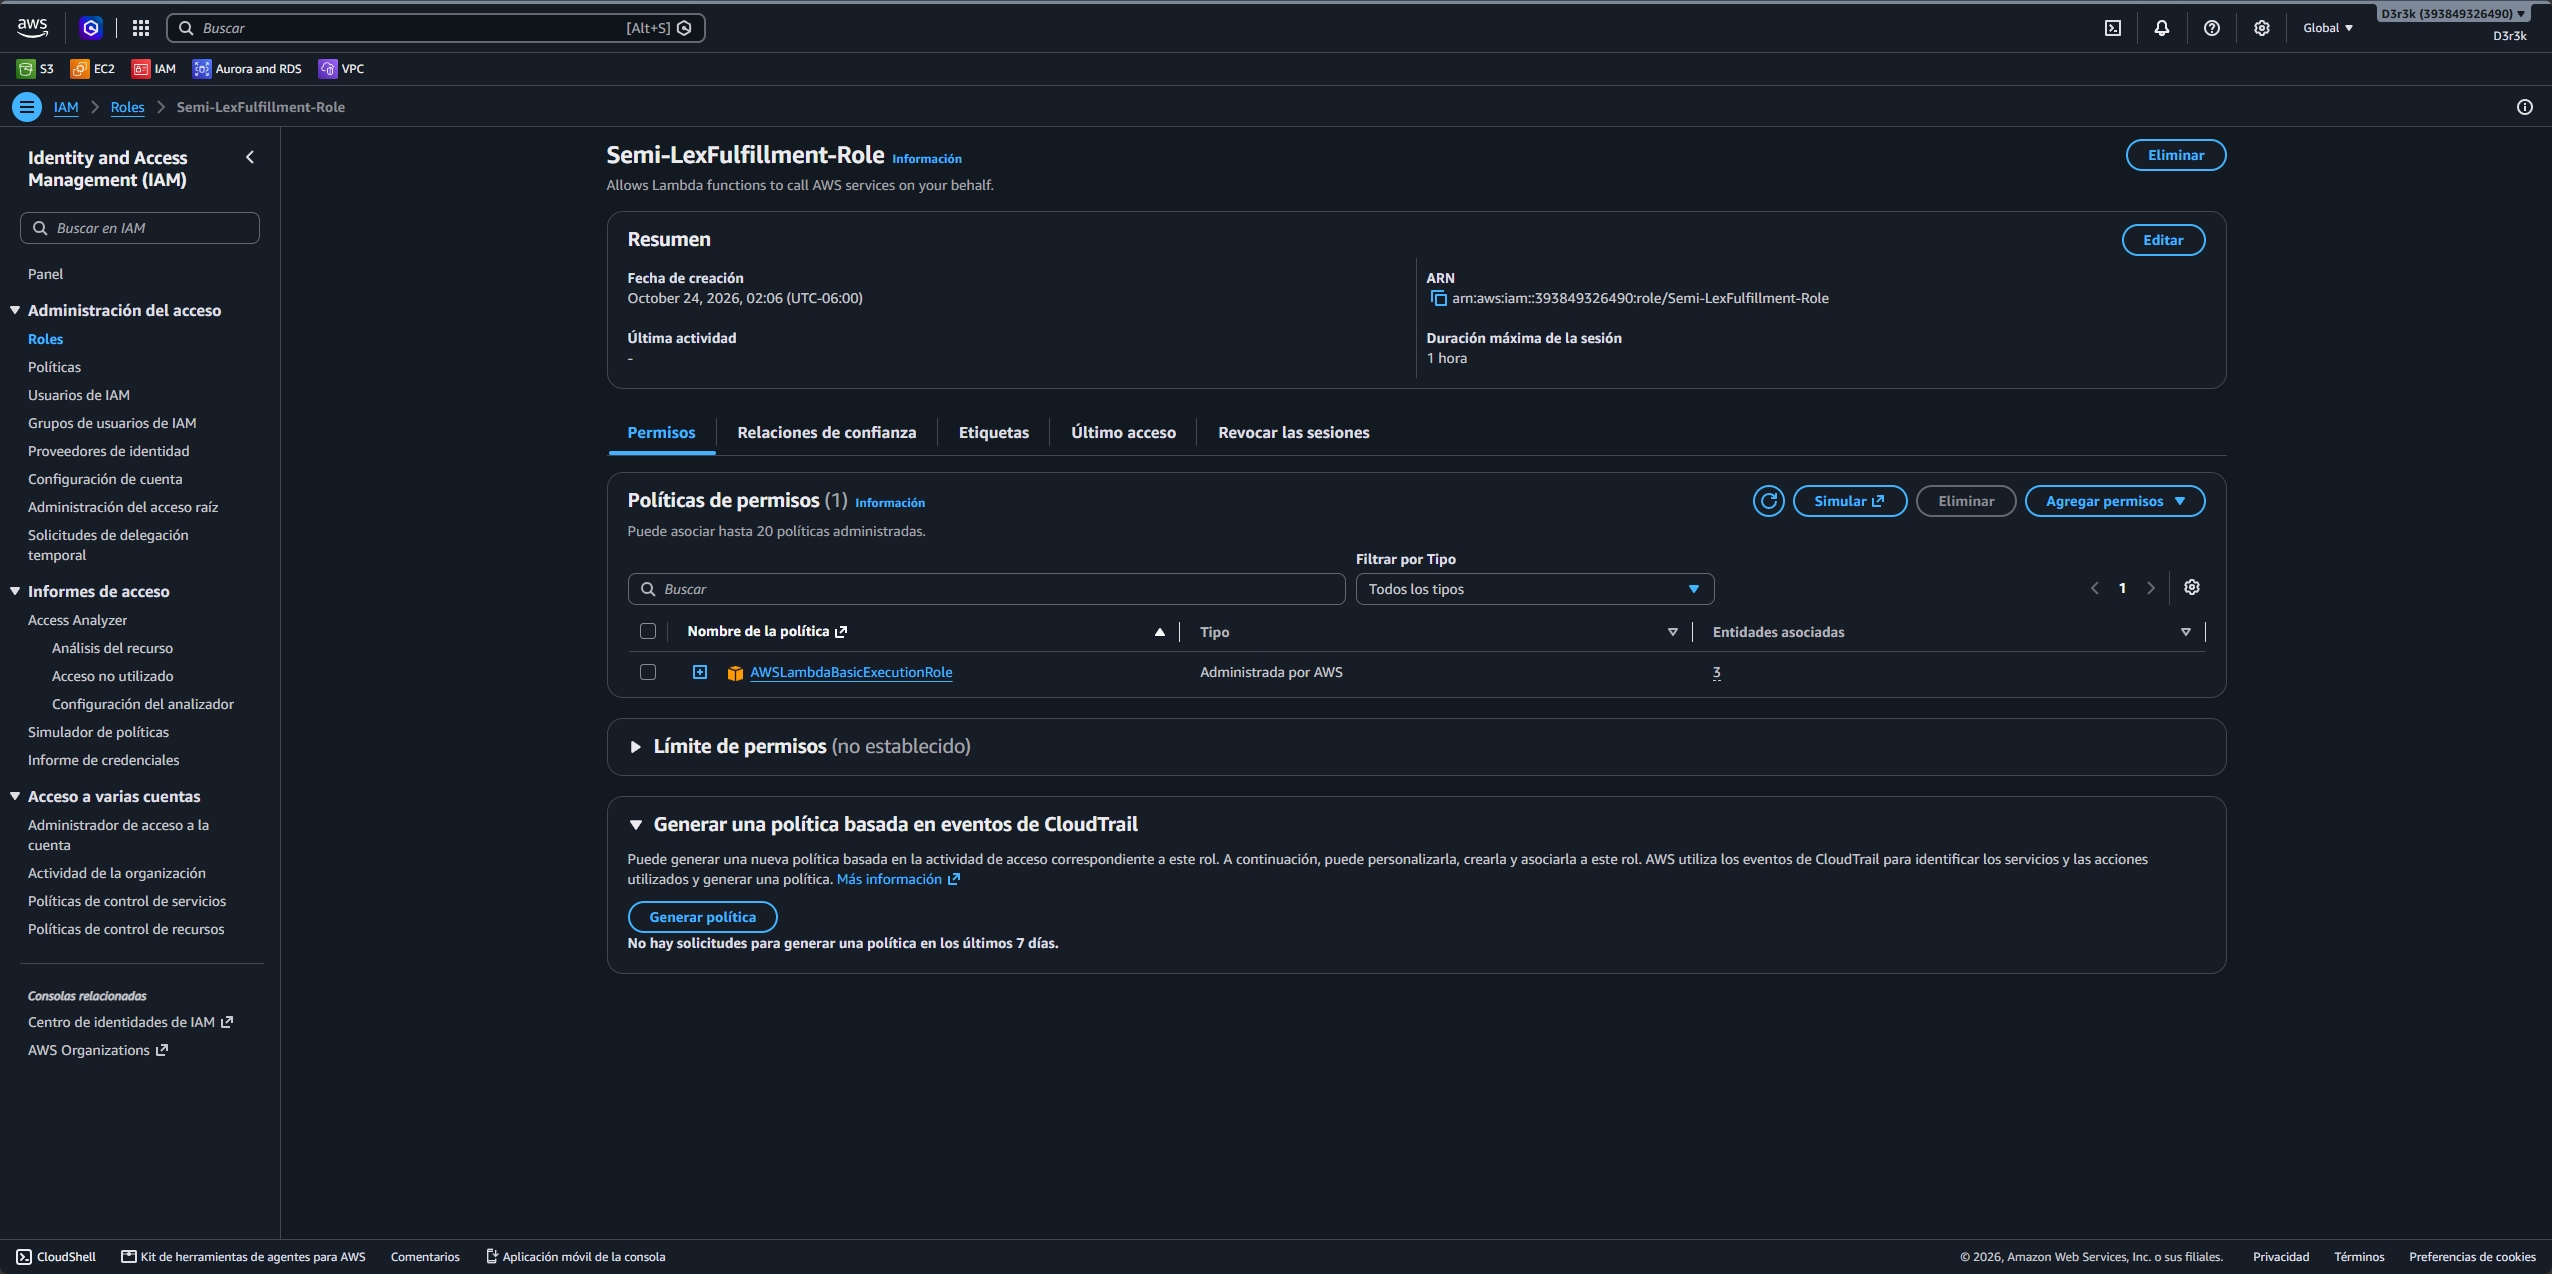 aws
Buscar [Alt+S]
Global
D3r3k (393849326490)
D3r3k
S3 EC2 IAM Aurora and RDS VPC
IAM Roles Semi-LexFulfillment-Role
Identity and Access
Management (IAM)
Buscar en IAM
Panel
Administración del acceso
Roles
Políticas
Usuarios de IAM
Grupos de usuarios de IAM
Proveedores de identidad
Configuración de cuenta
Administración del acceso raíz
Solicitudes de delegación
temporal
Informes de acceso
Access Analyzer
Análisis del recurso
Acceso no utilizado
Configuración del analizador
Simulador de políticas
Informe de credenciales
Acceso a varias cuentas
Administrador de acceso a la
cuenta
Actividad de la organización
Políticas de control de servicios
Políticas de control de recursos
Consolas relacionadas
Centro de identidades de IAM
AWS Organizations
Semi-LexFulfillment-Role Información
Eliminar
Allows Lambda functions to call AWS services on your behalf.
Resumen
Editar
Fecha de creación
October 24, 2026, 02:06 (UTC-06:00)
ARN
arn:aws:iam::393849326490:role/Semi-LexFulfillment-Role
Última actividad
-
Duración máxima de la sesión
1 hora
Permisos Relaciones de confianza Etiquetas Último acceso Revocar las sesiones
Políticas de permisos (1) Información
Simular Eliminar Agregar permisos
Puede asociar hasta 20 políticas administradas.
Filtrar por Tipo
Buscar Todos los tipos 1
Nombre de la política Tipo Entidades asociadas
AWSLambdaBasicExecutionRole Administrada por AWS 3
Límite de permisos (no establecido)
Generar una política basada en eventos de CloudTrail
Puede generar una nueva política basada en la actividad de acceso correspondiente a este rol. A continuación, puede personalizarla, crearla y asociarla a este rol. AWS utiliza los eventos de CloudTrail para identificar los servicios y las acciones
utilizados y generar una política. Más información
Generar política
No hay solicitudes para generar una política en los últimos 7 días.
CloudShell Kit de herramientas de agentes para AWS Comentarios Aplicación móvil de la consola
© 2026, Amazon Web Services, Inc. o sus filiales. Privacidad Términos Preferencias de cookies